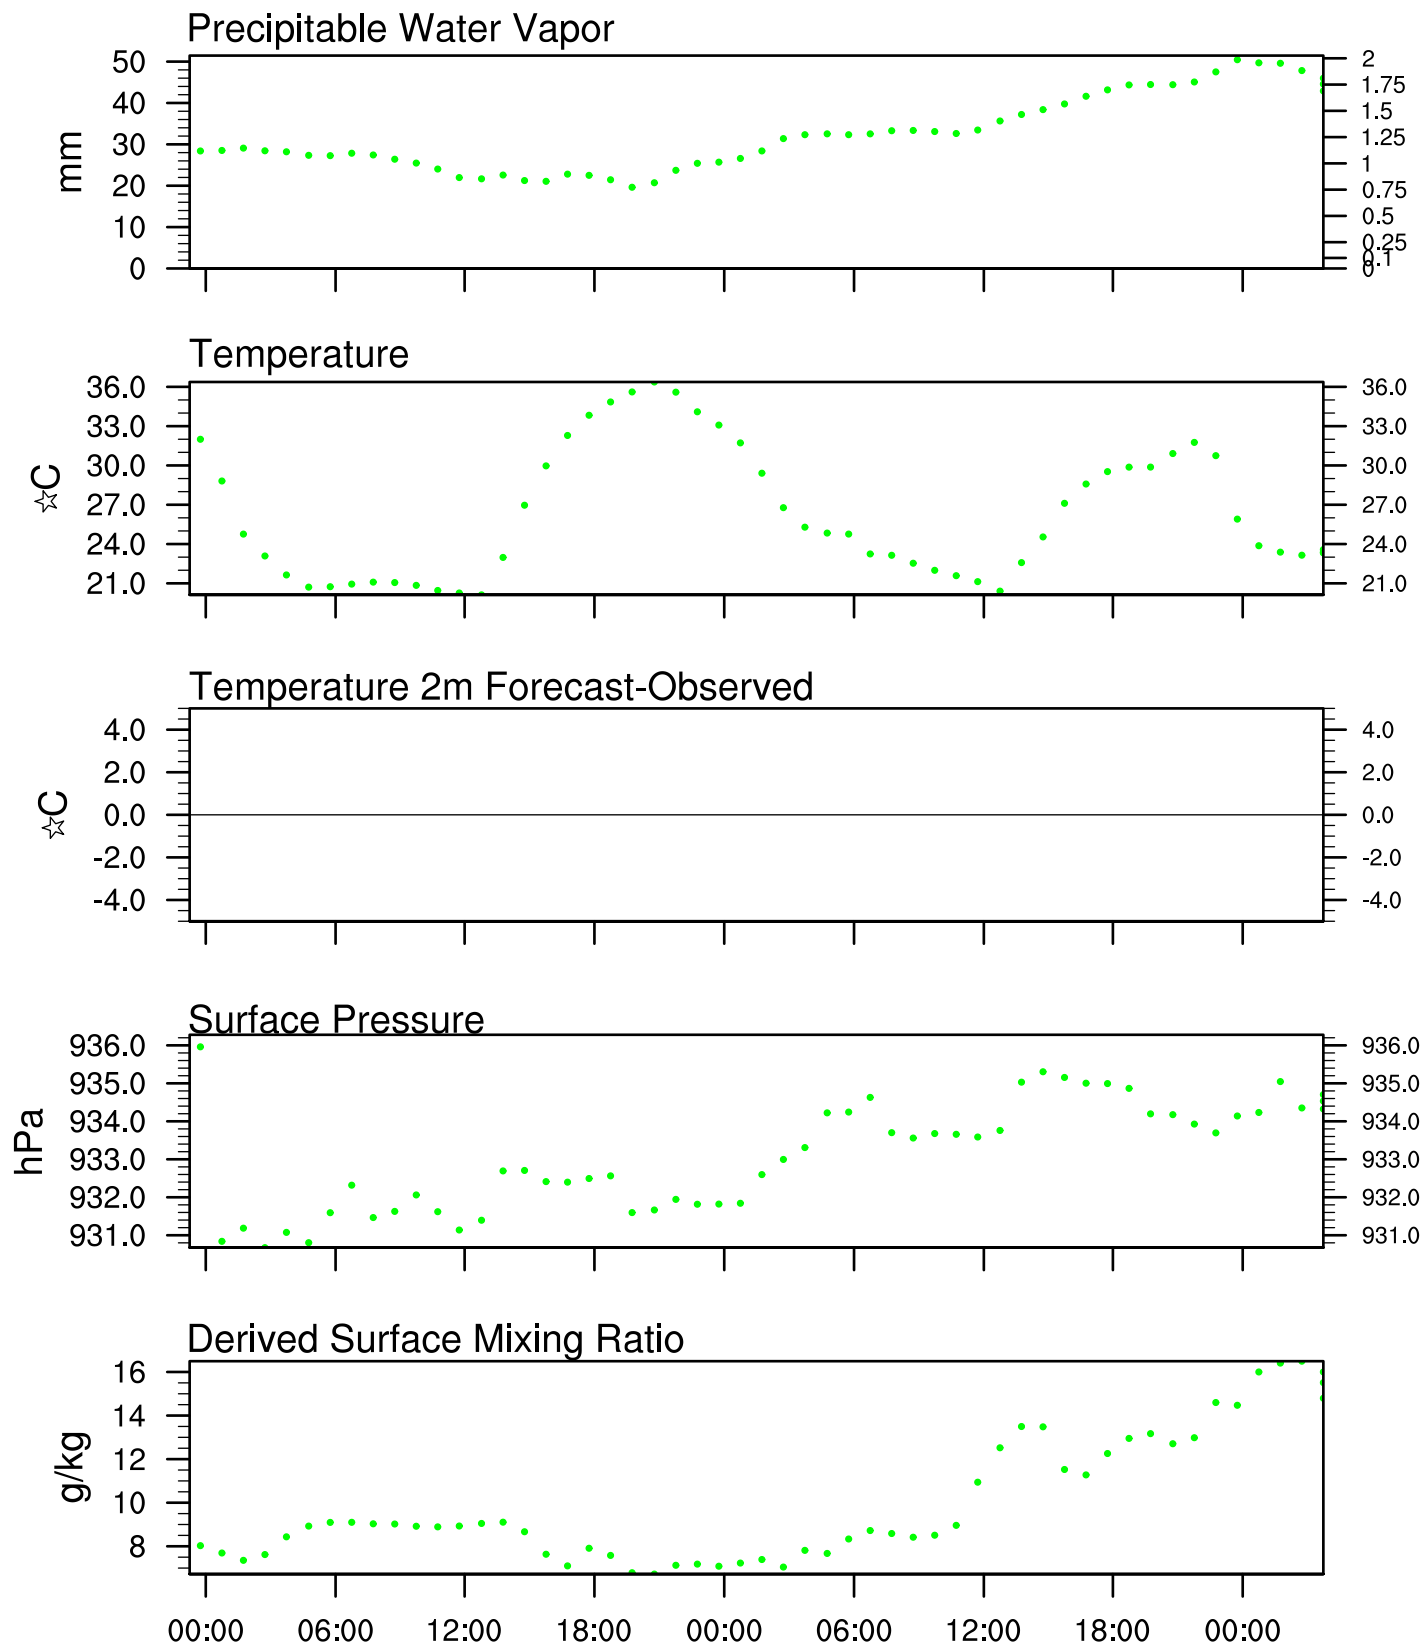 Precipitable Water Vapor
50 2
40 1.75
30 1.5
20 1.25
10 1
0 0.75
0.5
0.25
0.1
0
mm
Temperature
36.0 36.0
33.0 33.0
30.0 30.0
27.0 27.0
24.0 24.0
21.0 21.0
☆C
Temperature 2m Forecast-Observed
4.0 4.0
2.0 2.0
0.0 0.0
-2.0 -2.0
-4.0 -4.0
☆C
Surface Pressure
936.0 936.0
935.0 935.0
934.0 934.0
933.0 933.0
932.0 932.0
931.0 931.0
hPa
Derived Surface Mixing Ratio
16
14
12
10
8
g/kg
00:00 06:00 12:00 18:00 00:00 06:00 12:00 18:00 00:00